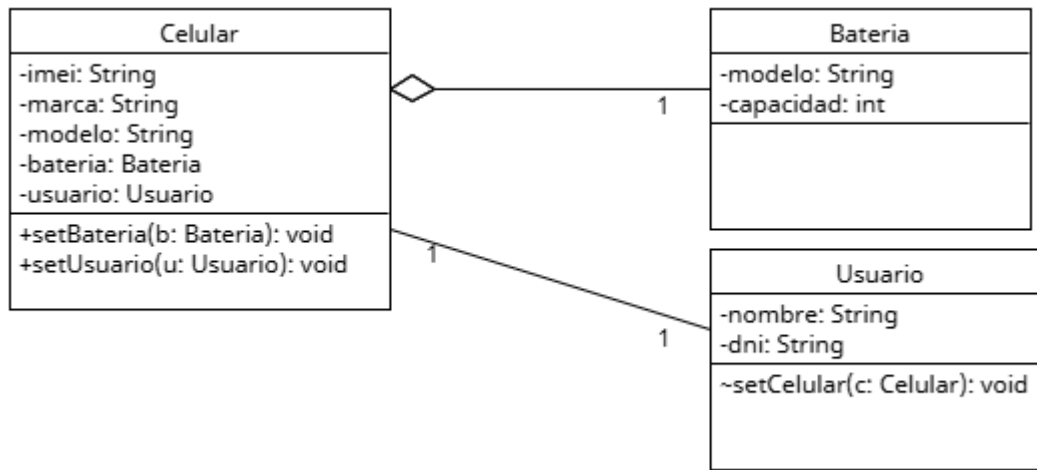 Celular
-imei: String
-marca: String
-modelo: String
-bateria: Bateria
-usuario: Usuario
+setBateria(b: Bateria): void
+setUsuario(u: Usuario): void
1
Bateria
-modelo: String
-capacidad: int
1
1
Usuario
-nombre: String
-dni: String
~setCelular(c: Celular): void